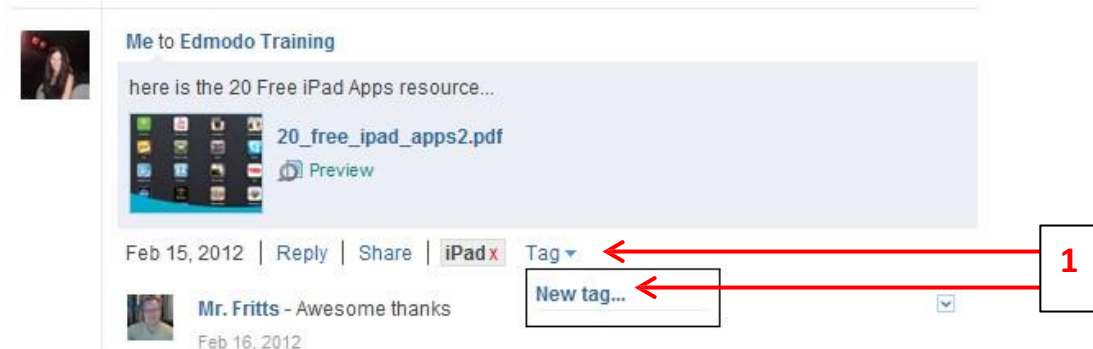 Me to Edmodo Training
here is the 20 Free iPad Apps resource...
20_free_ipad_apps2.pdf
Preview
Feb 15, 2012 | Reply | Share | iPad x Tag
1
New tag...
Mr. Fritts - Awesome thanks
Feb 16, 2012